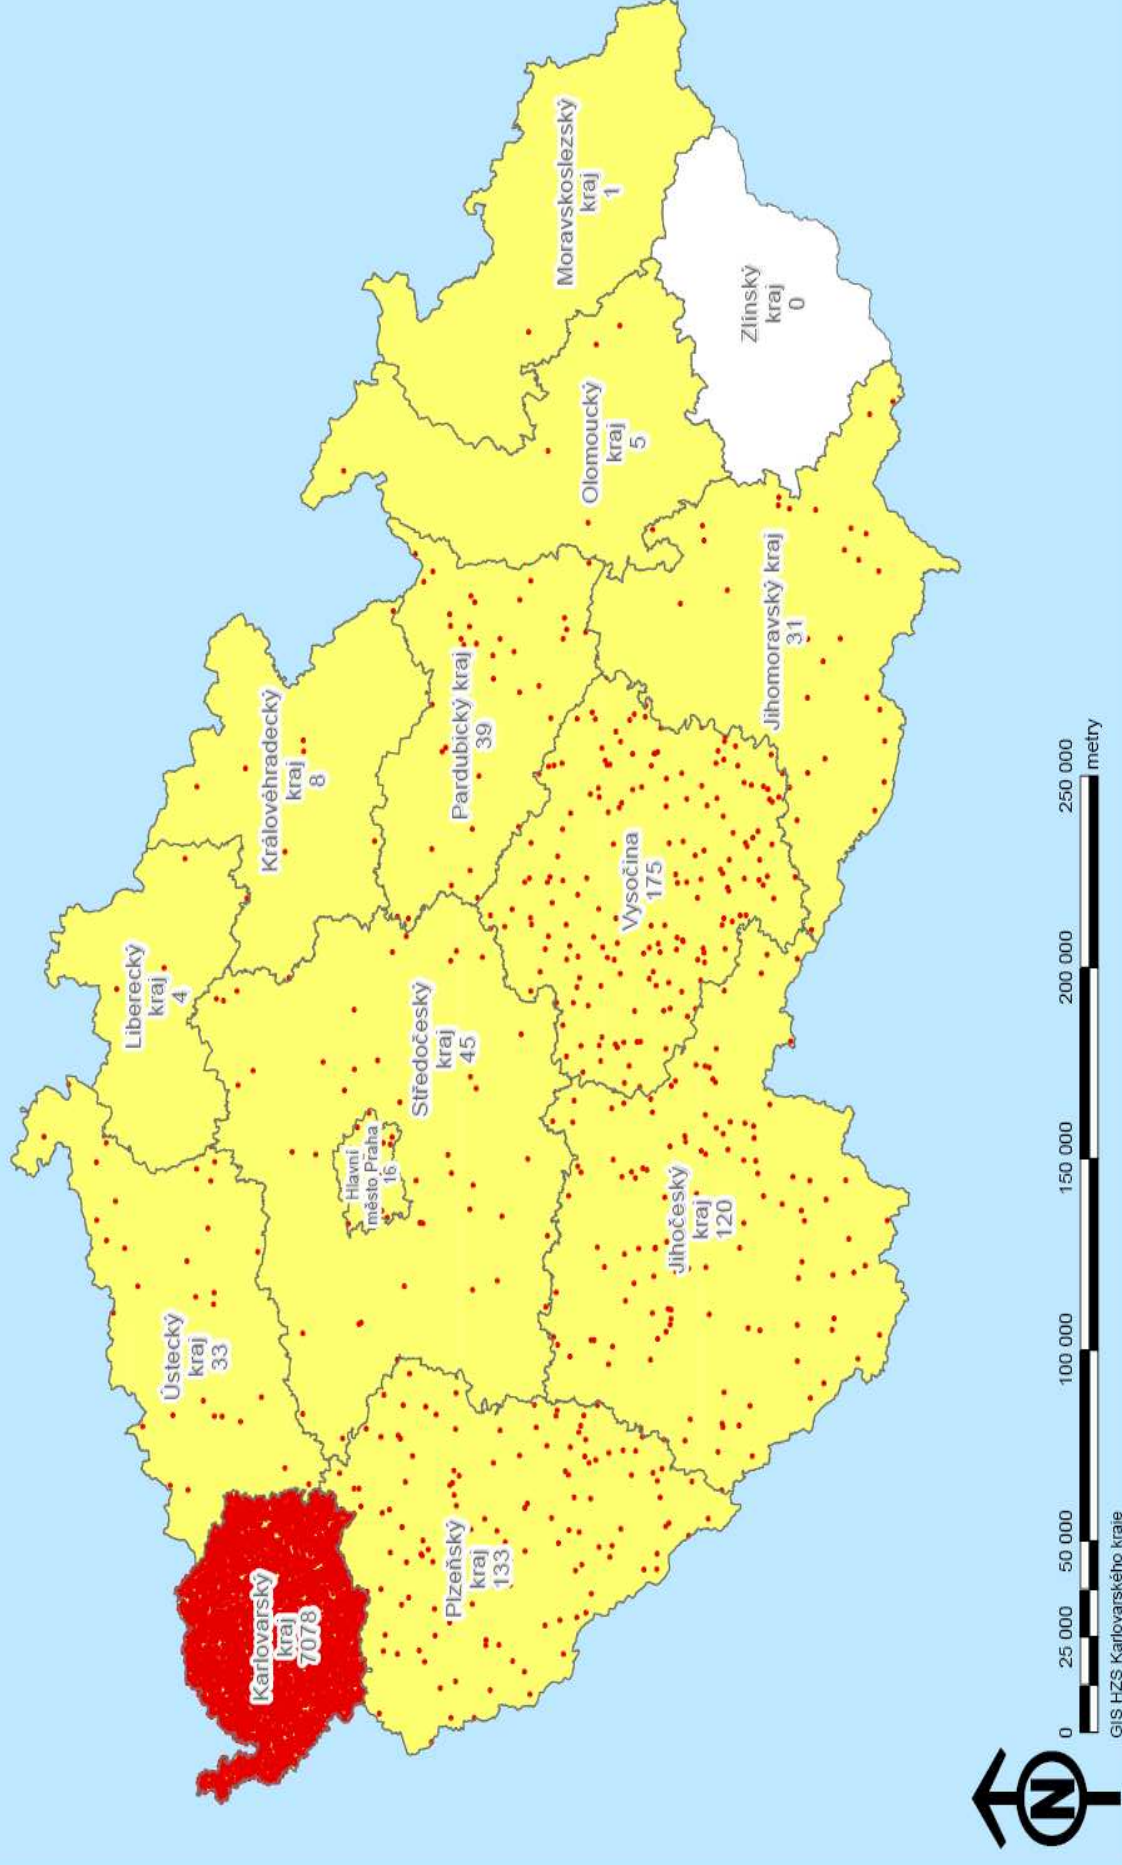 Liberecký
kraj
4
Ústecký
kraj
33
Královéhradecký
kraj
8
Karlovarský
kraj
7078
Hlavní
město Praha
16
Středočeský
kraj
45
Pardubický kraj
39
Moravskoslezský
kraj
1
Olomoucký
kraj
5
Plzeňský
kraj
133
Vysočina
175
Jihočeský
kraj
120
Jihomoravský kraj
31
Zlínský
kraj
0
N
0 25 000 50 000 100 000 150 000 200 000 250 000
metry
GIS HZS Karlovarského kraje